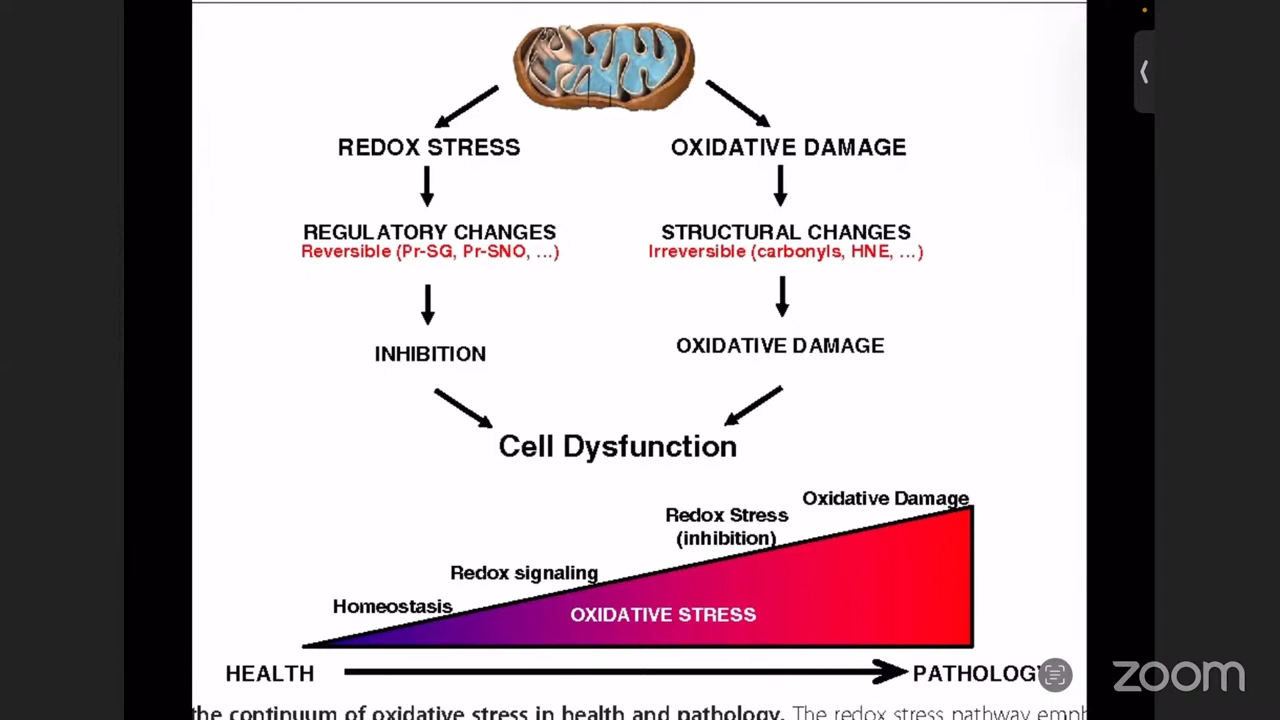 REDOX STRESS
OXIDATIVE DAMAGE
REGULATORY CHANGES
Reversible (Pr-SG, Pr-SNO, ...)
STRUCTURAL CHANGES
Irreversible (carbonyls, HNE, ...)
INHIBITION
OXIDATIVE DAMAGE
Cell Dysfunction
Oxidative Damage
Redox Stress
(inhibition)
Redox signaling
Homeostasis
OXIDATIVE STRESS
HEALTH
PATHOLOGY
zoom
the continuum of oxidative stress in health and pathology. The redox stress pathway emph